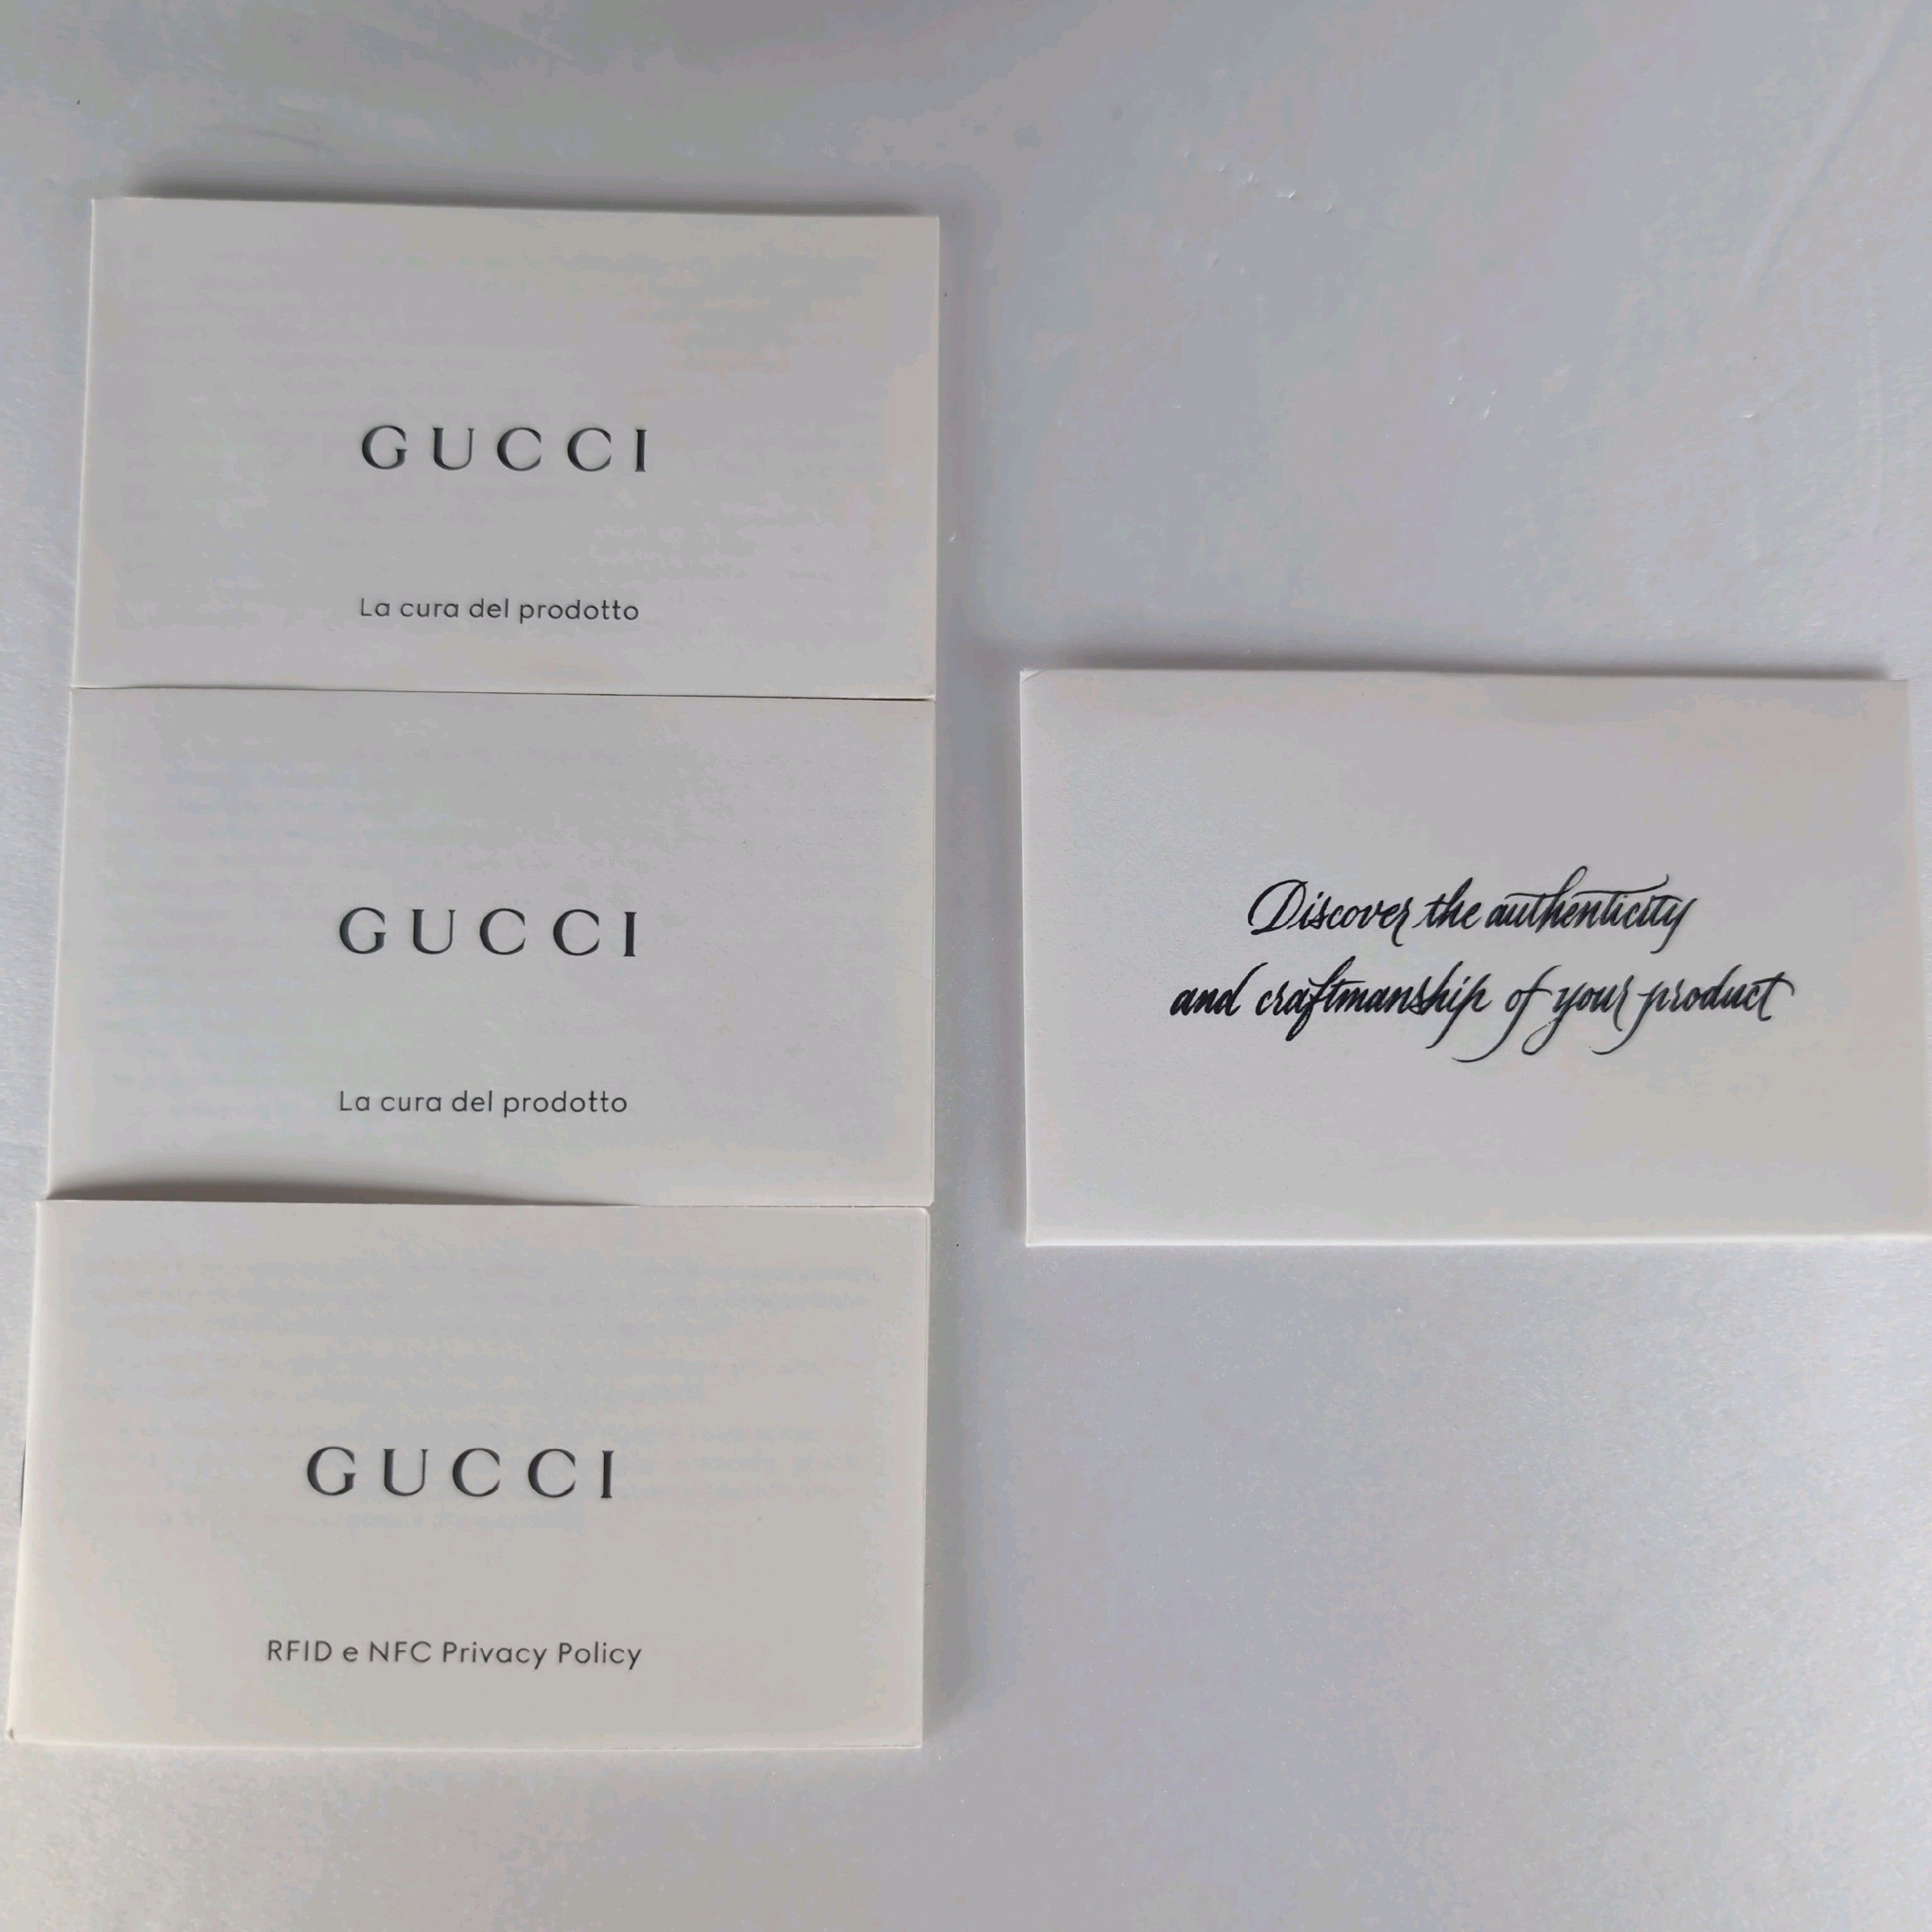 GUCCI
La cura del prodotto
GUCCI
La cura del prodotto
GUCCI
RFID e NFC Privacy Policy
Discover the authenticity
and craftmanship of your product